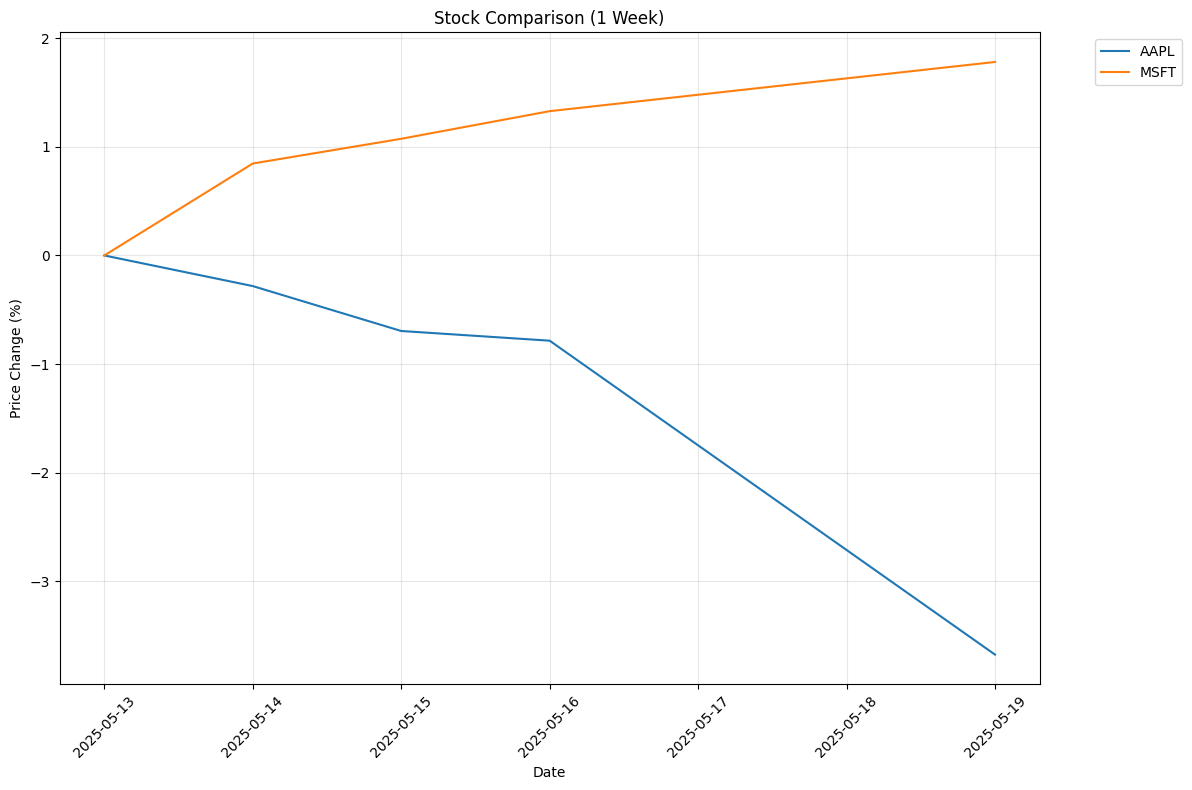 Stock Comparison (1 Week)
AAPL
MSFT
Price Change (%)
2
1
0
−1
−2
−3
2025-05-13
2025-05-14
2025-05-15
2025-05-16
2025-05-17
2025-05-18
2025-05-19
Date